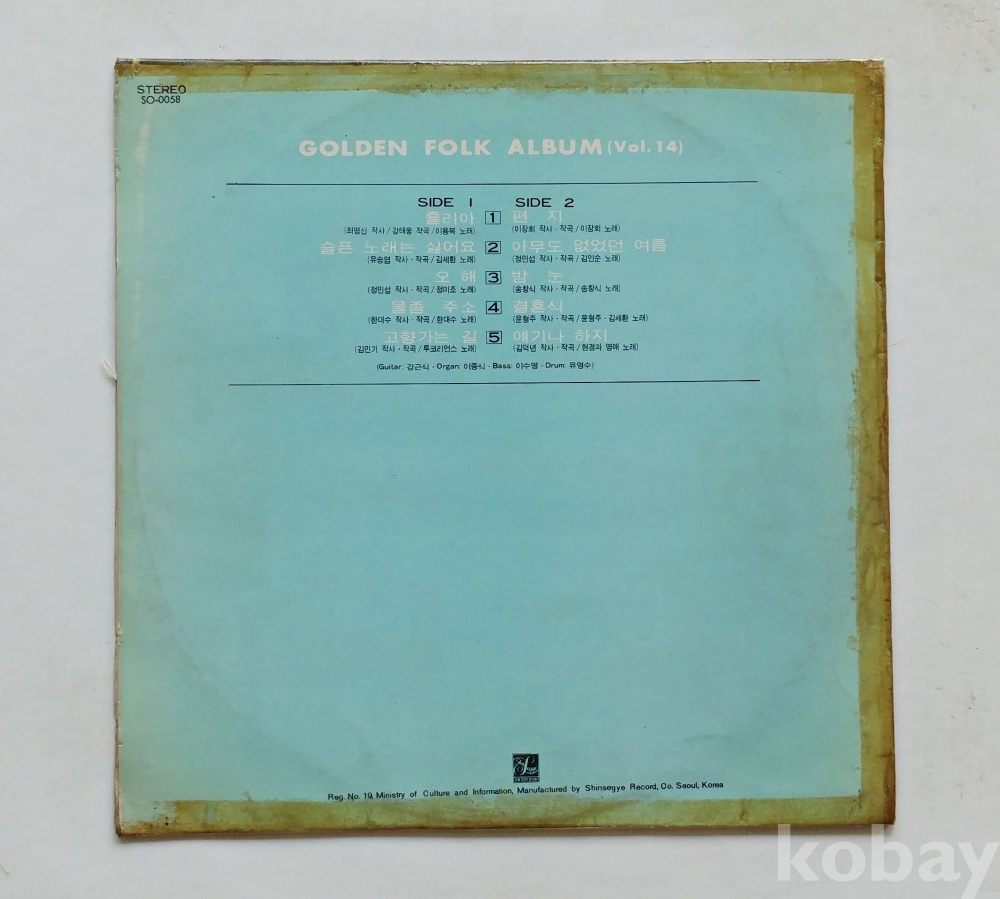 STEREO
SO-0058
GOLDEN FOLK ALBUM (Vol. 14)
SIDE 1 SIDE 2
줄리아 1 편 지
(최명신 작사/강태웅 작곡/이용복 노래) (이장희 작사·작곡/이장희 노래)
슬픈 노래는 싫어요 2 아무도 없었던 여름
(유승엽 작사·작곡/김세환 노래) (정민섭 작사·작곡/김인순 노래)
오 해 3 밤 눈
(정민섭 작사·작곡/정미조 노래) (송창식 작사·작곡/송창식 노래)
물좀 주소 4 결혼식
(한대수 작사·작곡/한대수 노래) (윤형주 작사·작곡/윤형주·김세환 노래)
고향가는 길 5 얘기나 하지
(김민기 작사·작곡/투코리언스 노래) (김덕년 작사·작곡/현경과 영애 노래)
(Guitar: 강근식·Organ: 이중식·Bass: 이수영·Drum: 유영수)
Reg. No. 19, Ministry of Culture and Information, Manufactured by Shinsegye Record, Co. Seoul, Korea
kobay